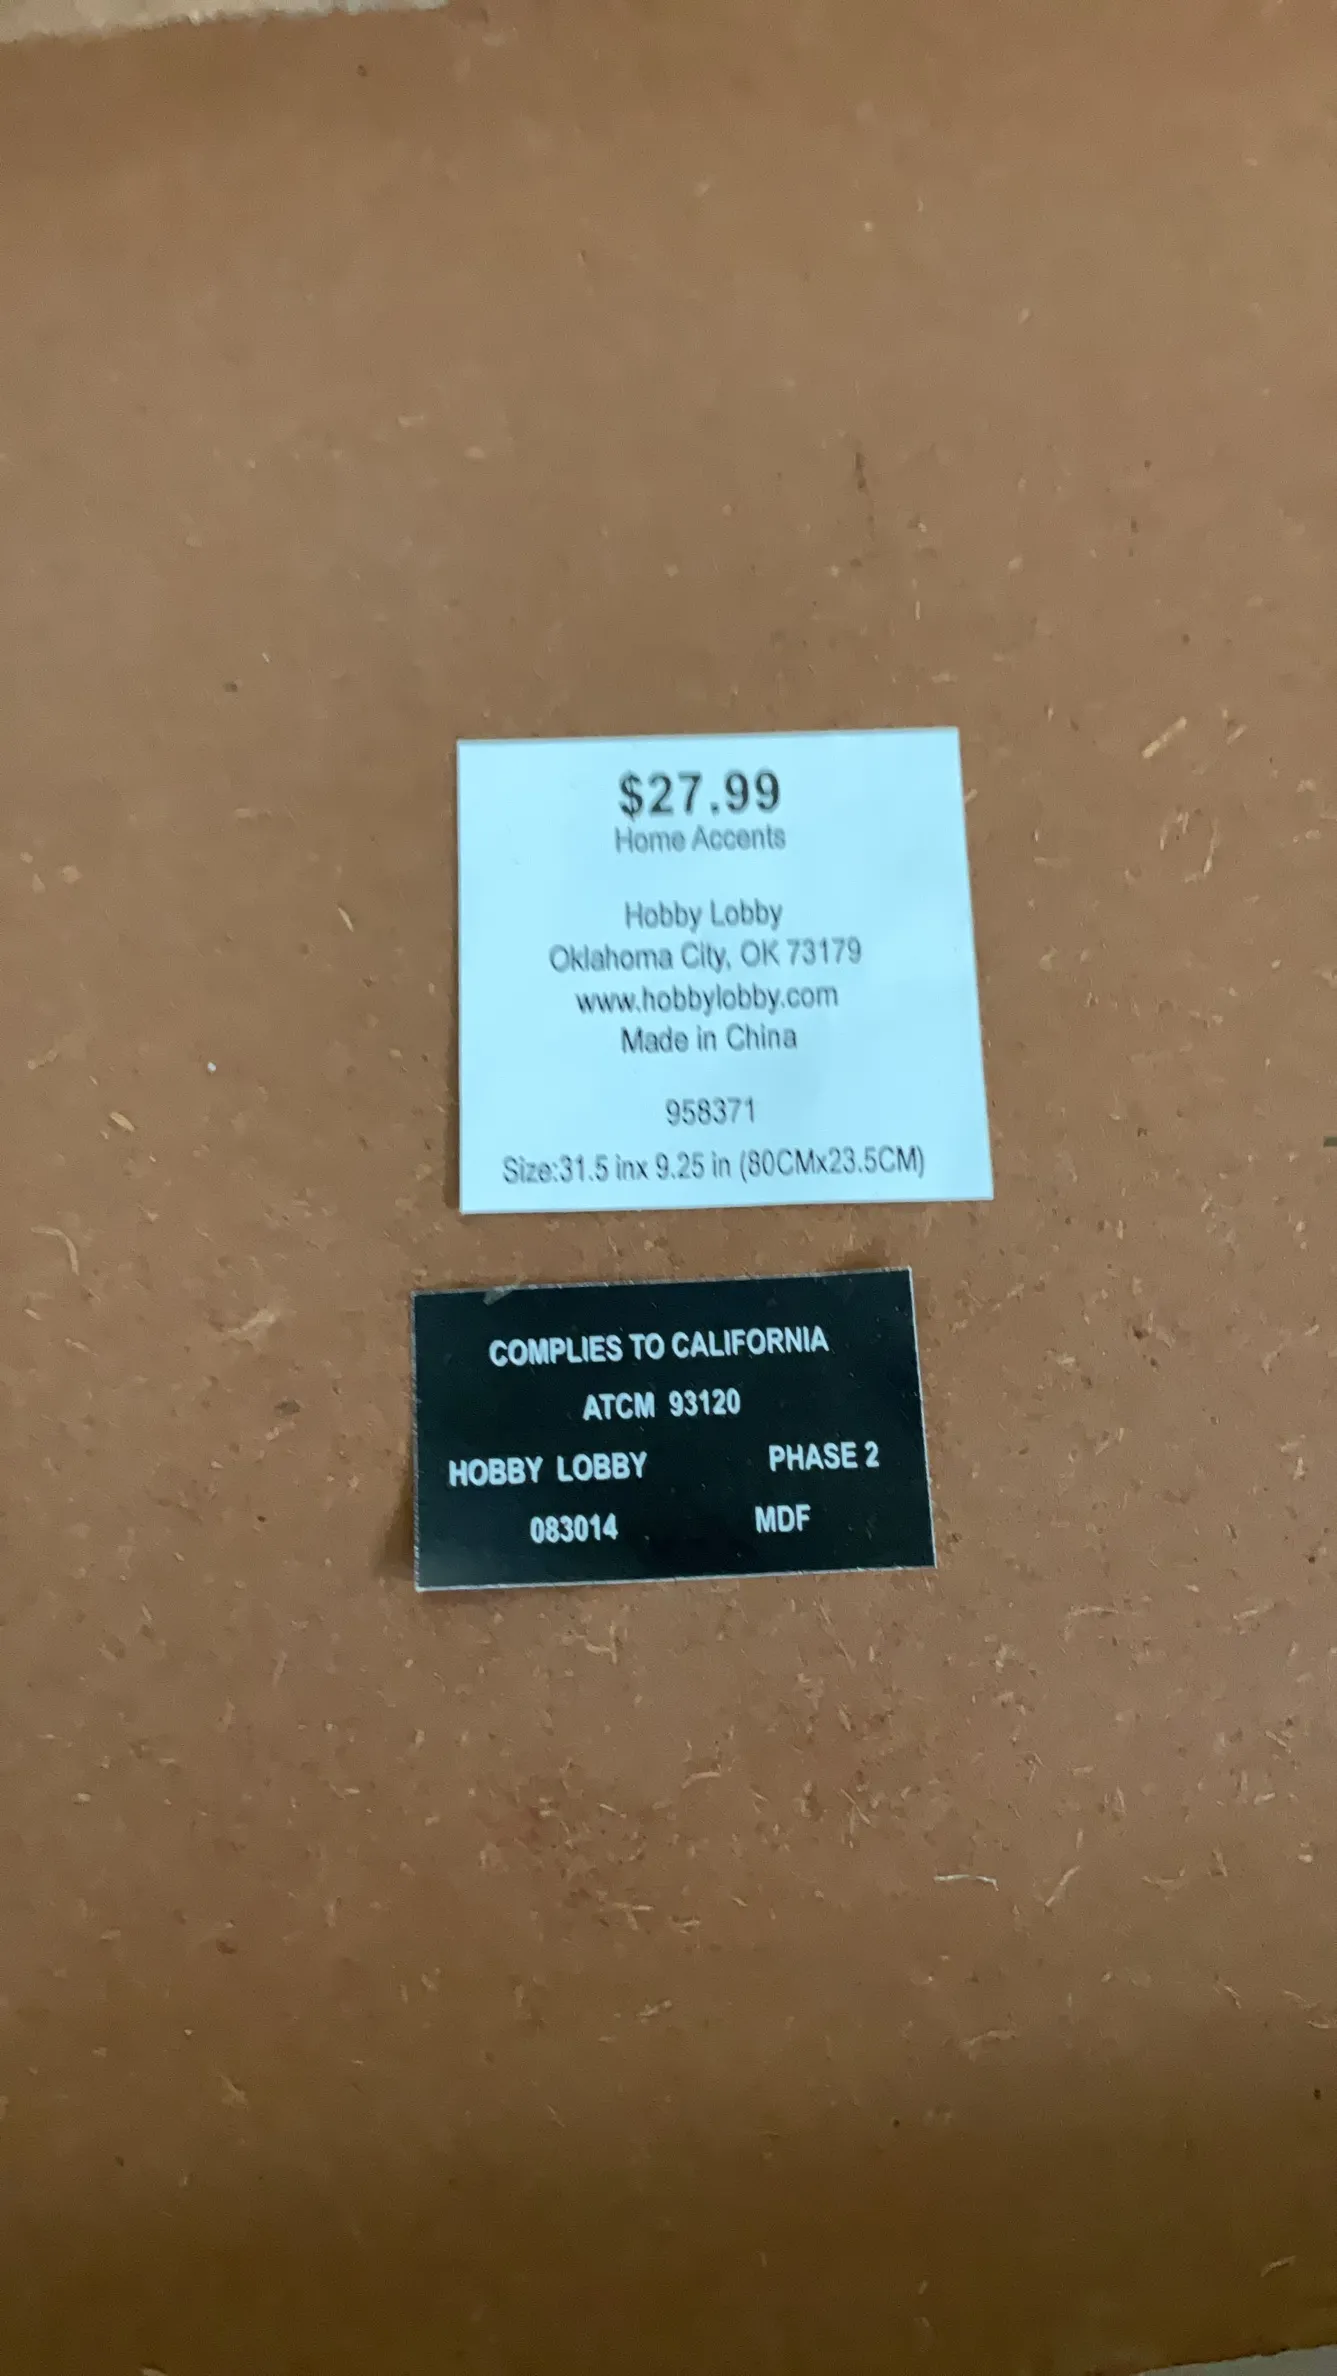 $27.99
Home Accents
Hobby Lobby
Oklahoma City, OK 73179
www.hobbylobby.com
Made in China
958371
Size:31.5 inx 9.25 in (80CMx23.5CM)
COMPLIES TO CALIFORNIA
ATCM 93120
HOBBY LOBBY PHASE 2
083014 MDF